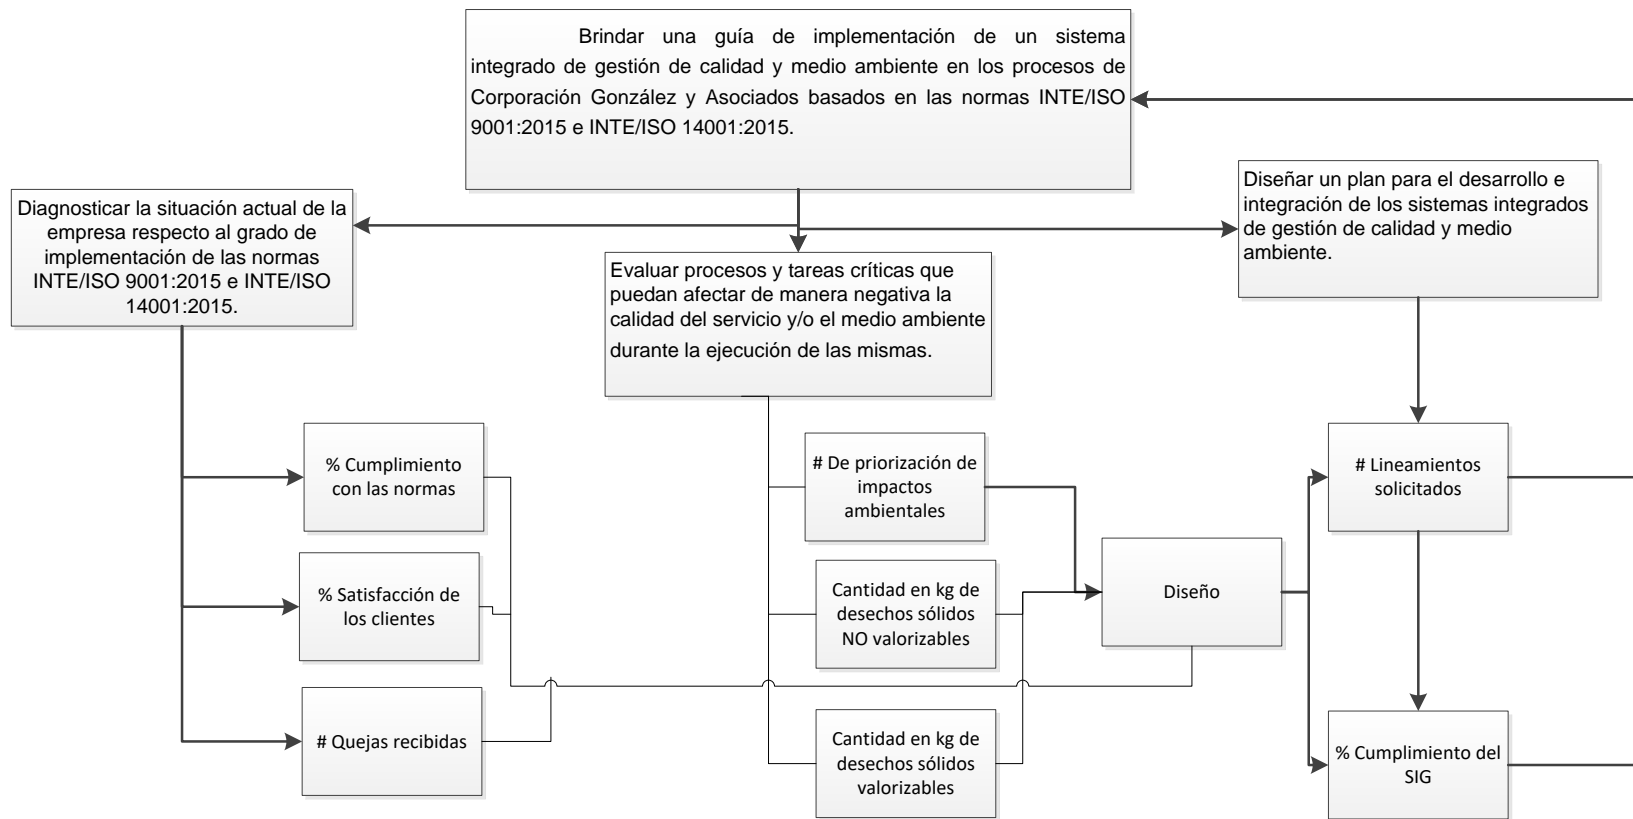 Brindar una guía de implementación de un sistema
integrado de gestión de calidad y medio ambiente en los procesos de
Corporación González y Asociados basados en las normas INTE/ISO
9001:2015 e INTE/ISO 14001:2015.
Diagnosticar la situación actual de la
empresa respecto al grado de
implementación de las normas
INTE/ISO 9001:2015 e INTE/ISO
14001:2015.
Evaluar procesos y tareas críticas que
puedan afectar de manera negativa la
calidad del servicio y/o el medio ambiente
durante la ejecución de las mismas.
Diseñar un plan para el desarrollo e
integración de los sistemas integrados
de gestión de calidad y medio
ambiente.
% Cumplimiento
con las normas
% Satisfacción de
los clientes
# Quejas recibidas
# De priorización de
impactos
ambientales
Cantidad en kg de
desechos sólidos
NO valorizables
Cantidad en kg de
desechos sólidos
valorizables
Diseño
# Lineamientos
solicitados
% Cumplimiento del
SIG